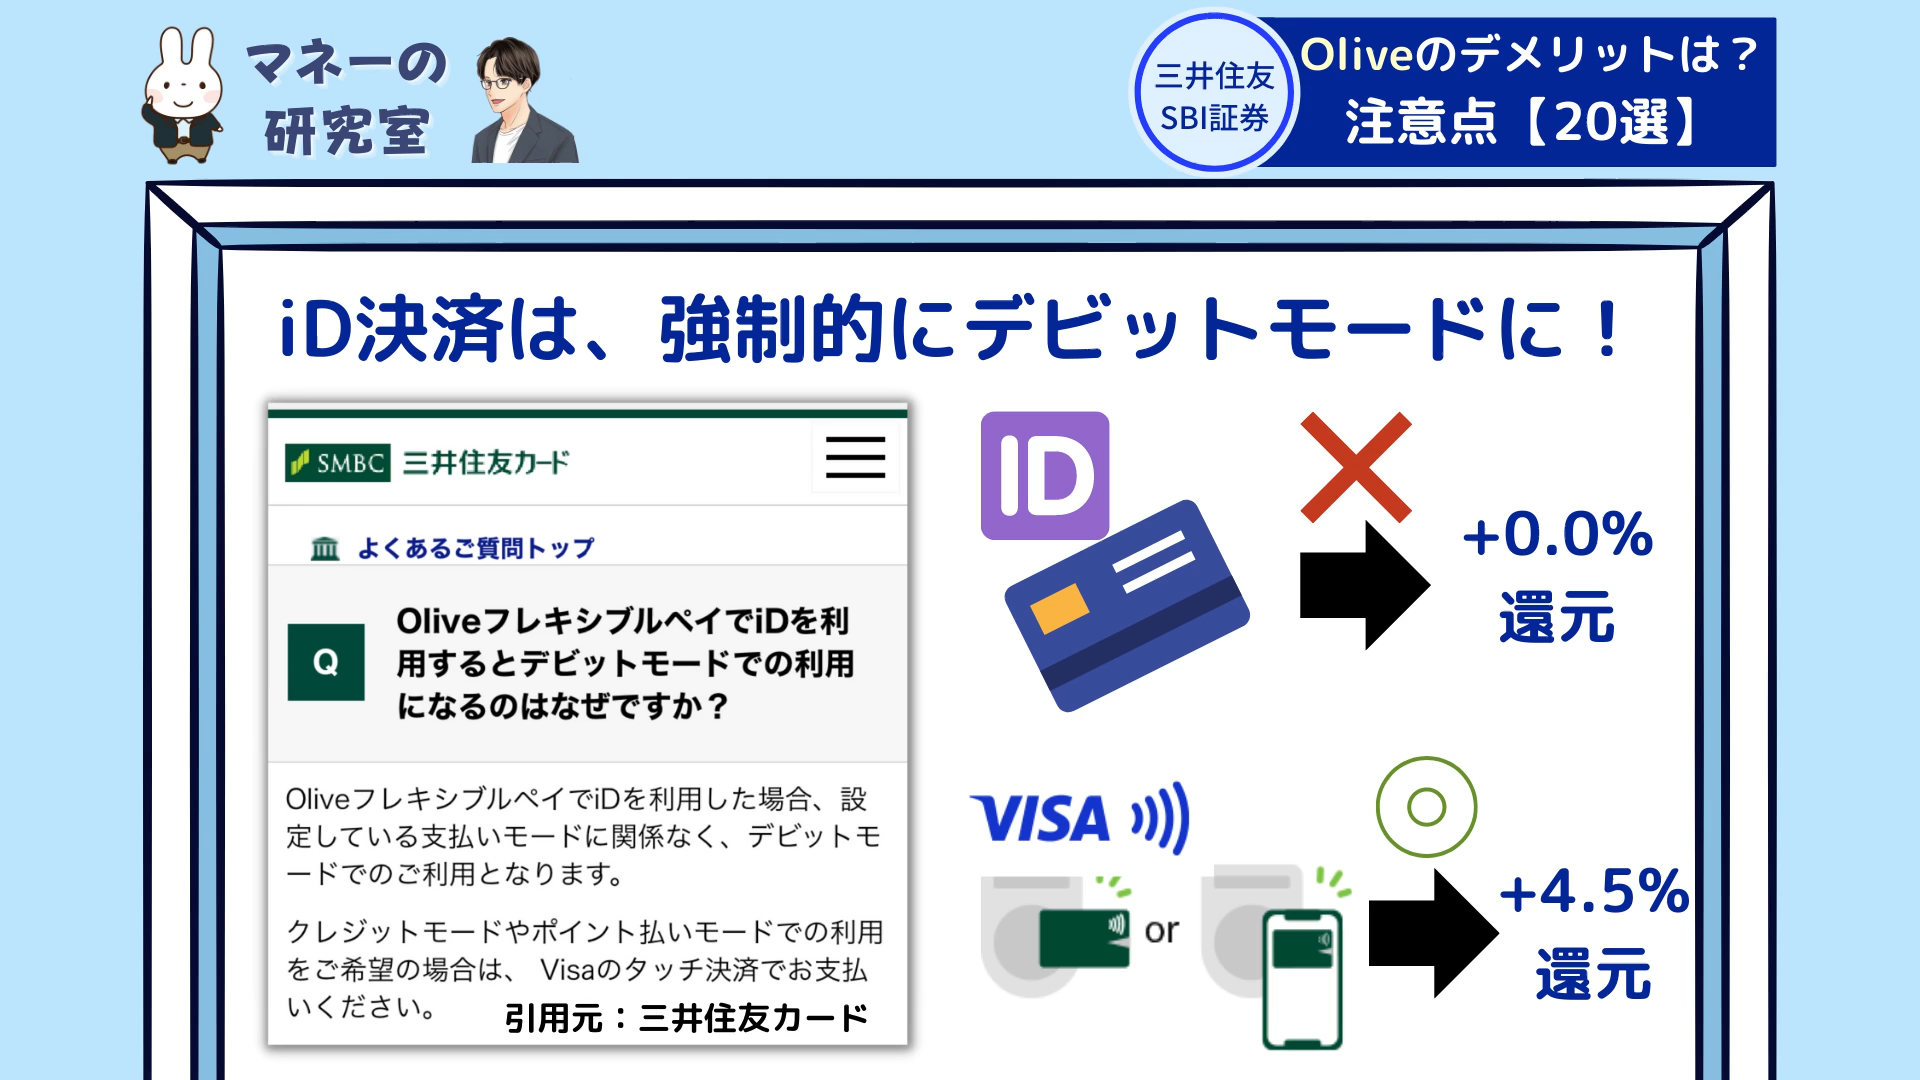 マネーの
研究室
三井住友
SBI証券
Oliveのデメリットは？
注意点【20選】
iD決済は、強制的にデビットモードに！
SMBC 三井住友カード
よくあるご質問トップ
Q
OliveフレキシブルペイでiDを利
用するとデビットモードでの利用
になるのはなぜですか？
OliveフレキシブルペイでiDを利用した場合、設
定している支払いモードに関係なく、デビットモ
ードでのご利用となります。
クレジットモードやポイント払いモードでの利用
をご希望の場合は、 Visaのタッチ決済でお支払
いください。
引用元：三井住友カード
ID
+0.0%
還元
VISA
or
+4.5%
還元